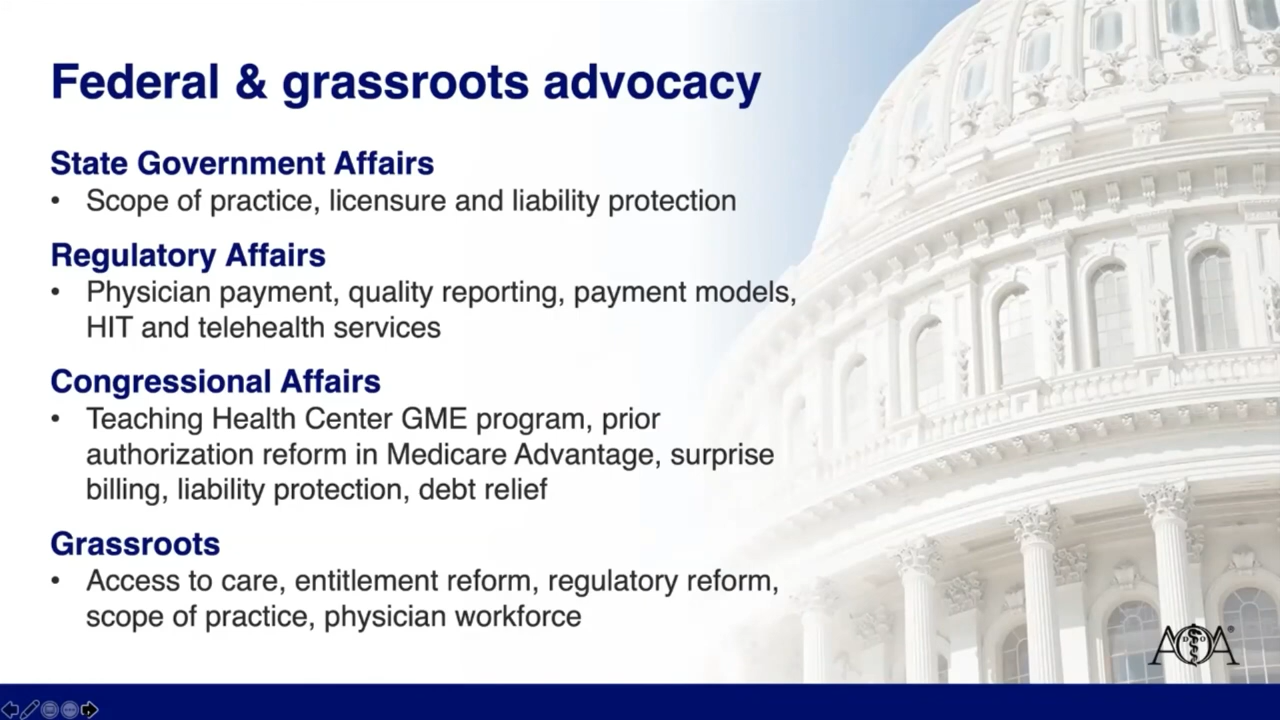 Federal & grassroots advocacy
State Government Affairs
• Scope of practice, licensure and liability protection
Regulatory Affairs
• Physician payment, quality reporting, payment models,
HIT and telehealth services
Congressional Affairs
• Teaching Health Center GME program, prior
authorization reform in Medicare Advantage, surprise
billing, liability protection, debt relief
Grassroots
• Access to care, entitlement reform, regulatory reform,
scope of practice, physician workforce
AOA®
D O